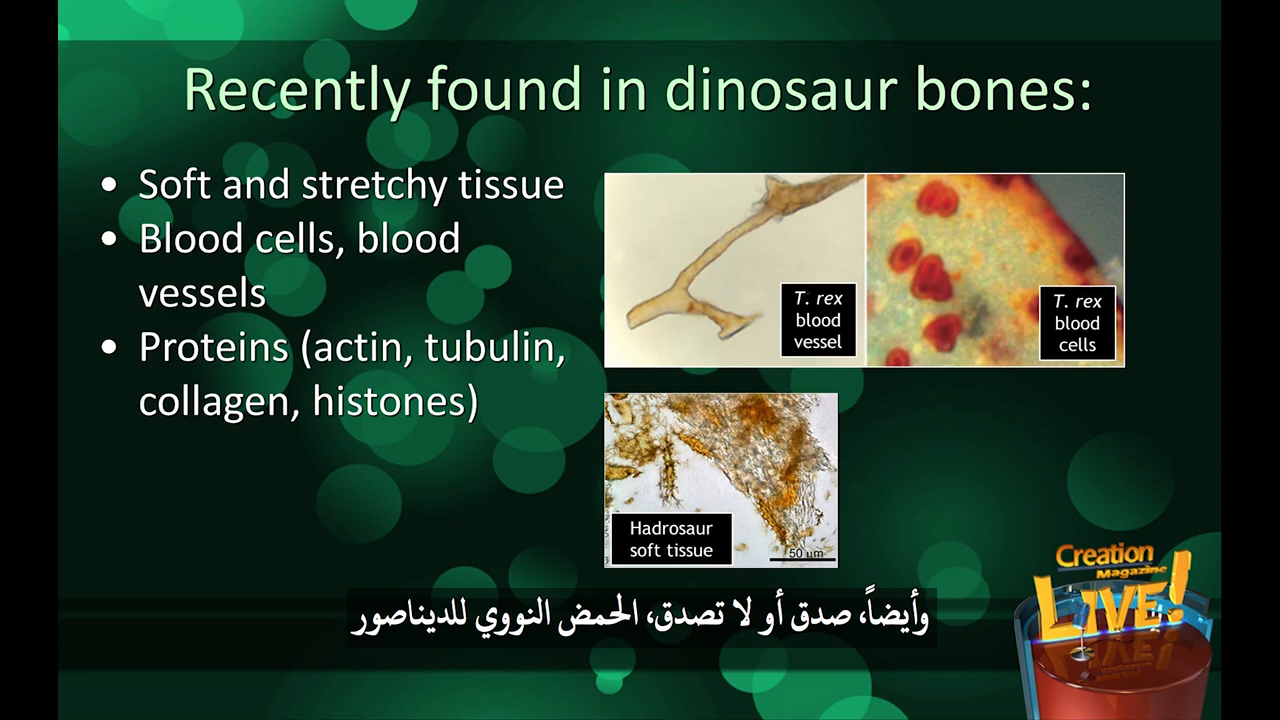 Recently found in dinosaur bones:
• Soft and stretchy tissue
• Blood cells, blood
vessels
• Proteins (actin, tubulin,
collagen, histones)
T. rex
blood
vessel
T. rex
blood
cells
Hadrosaur
soft tissue
50 µm
وأيضاً، صدق أو لا تصدق، الحمض النووي للديناصور
Creation
Magazine
LIVE!